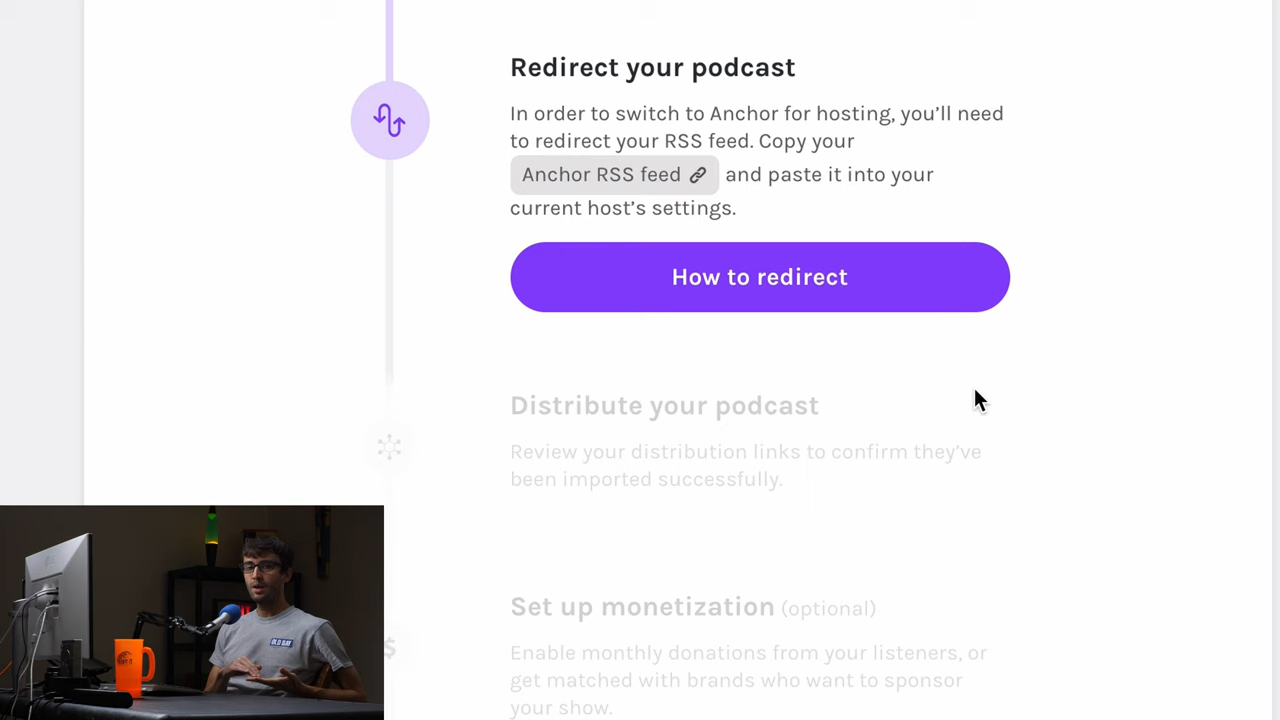 Redirect your podcast
In order to switch to Anchor for hosting, you’ll need
to redirect your RSS feed. Copy your
Anchor RSS feed and paste it into your
current host’s settings.
How to redirect
Distribute your podcast
Review your distribution links to confirm they’ve
been imported successfully.
Set up monetization (optional)
$
Enable monthly donations from your listeners, or
get matched with brands who want to sponsor
your show.
OLD BAY